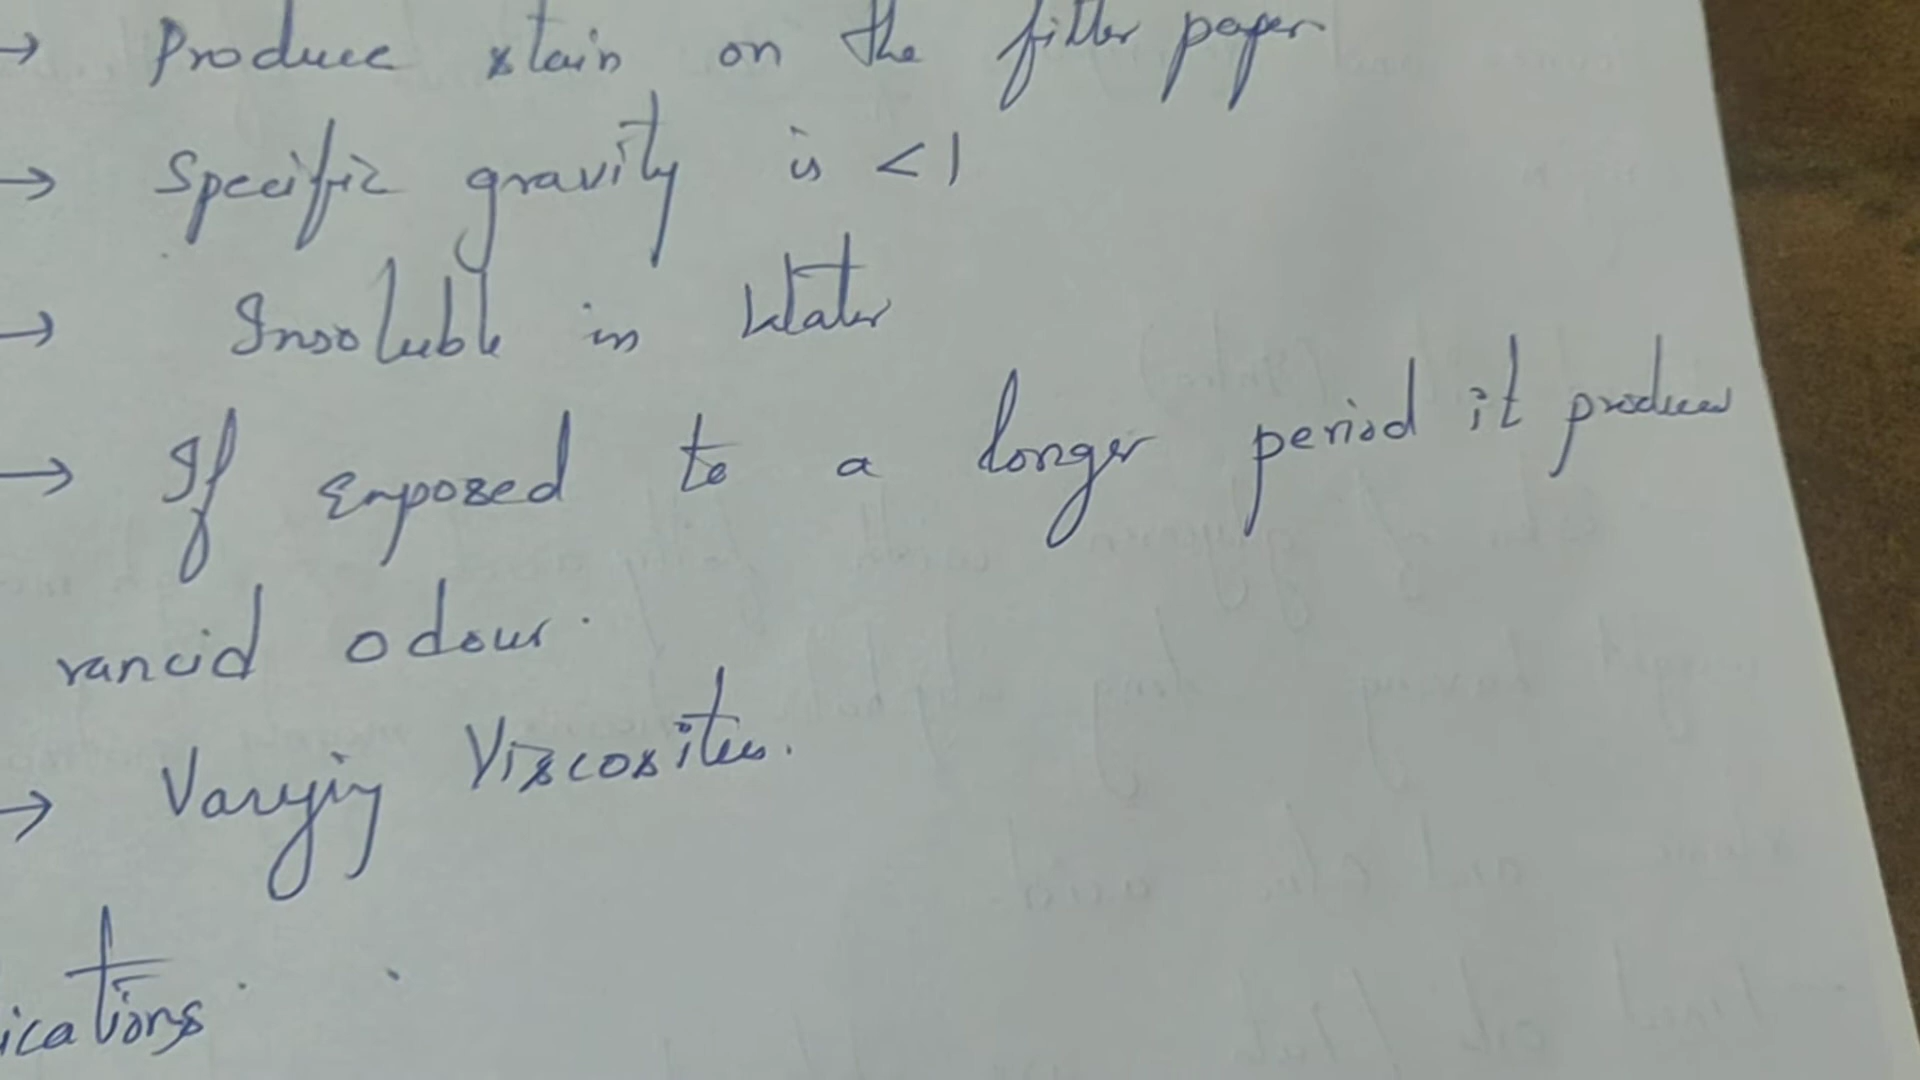 → Produce stain on the filter paper
→ Specific gravity is <1
→ Insoluble in Water
→ If exposed to a longer period it produces
rancid odour.
→ Varying Viscosities.
ications